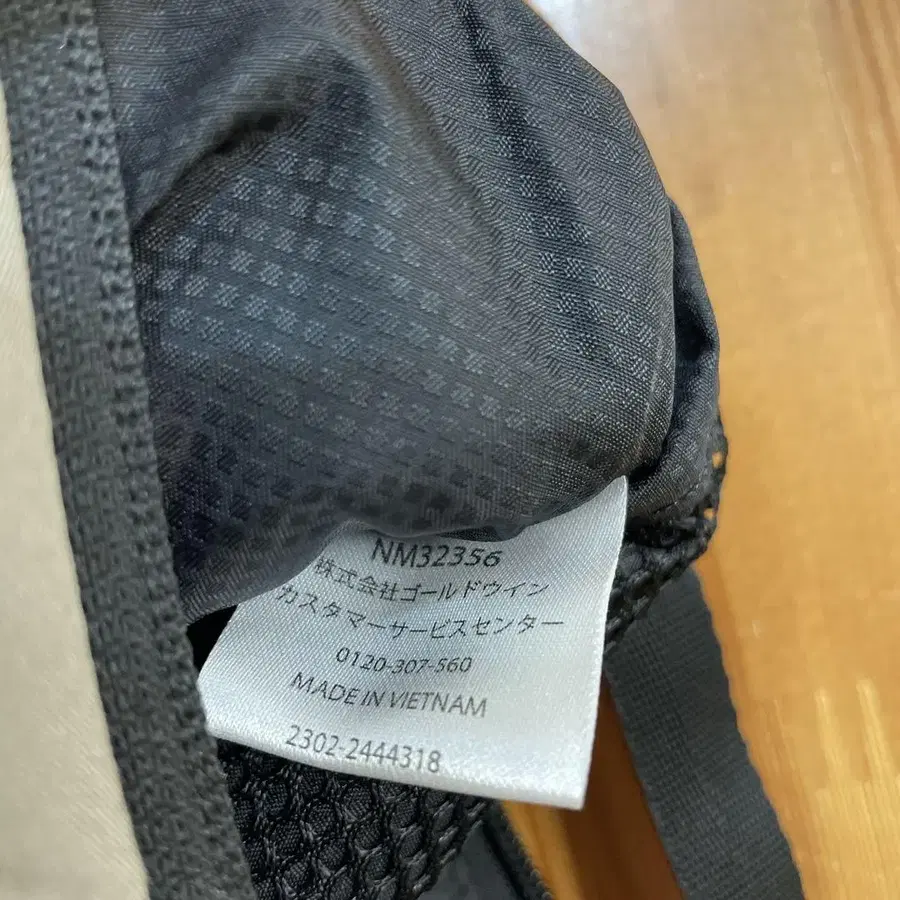 NM32356
株式会社ゴールドウイン
カスタマーサービスセンター
0120-307-560
MADE IN VIETNAM
2302-2444318